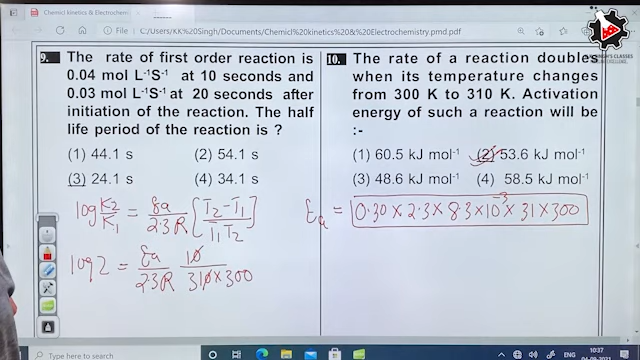 Chemicl kinetics & Electrochem
File
C:/Users/KK%20Singh/Documents/Chemicl%20kinetics%20&%20Electrochemistry.pmd.pdf
CLASSES
9. The rate of first order reaction is
0.04 mol L⁻¹S⁻¹ at 10 seconds and
0.03 mol L⁻¹S⁻¹ at 20 seconds after
initiation of the reaction. The half
life period of the reaction is ?
(1) 44.1 s (2) 54.1 s
(3) 24.1 s (4) 34.1 s
log K2/K1 = Ea/2.3R [T2-T1/T1T2]
log 2 = Ea/2.3R 10/310×300
10. The rate of a reaction doubles
when its temperature changes
from 300 K to 310 K. Activation
energy of such a reaction will be
:-
(1) 60.5 kJ mol⁻¹ (2) 53.6 kJ mol⁻¹
(3) 48.6 kJ mol⁻¹ (4) 58.5 kJ mol⁻¹
Ea = 0.30×2.3×8.3×10⁻³×31×300
ENG
10:37
04-09-2021